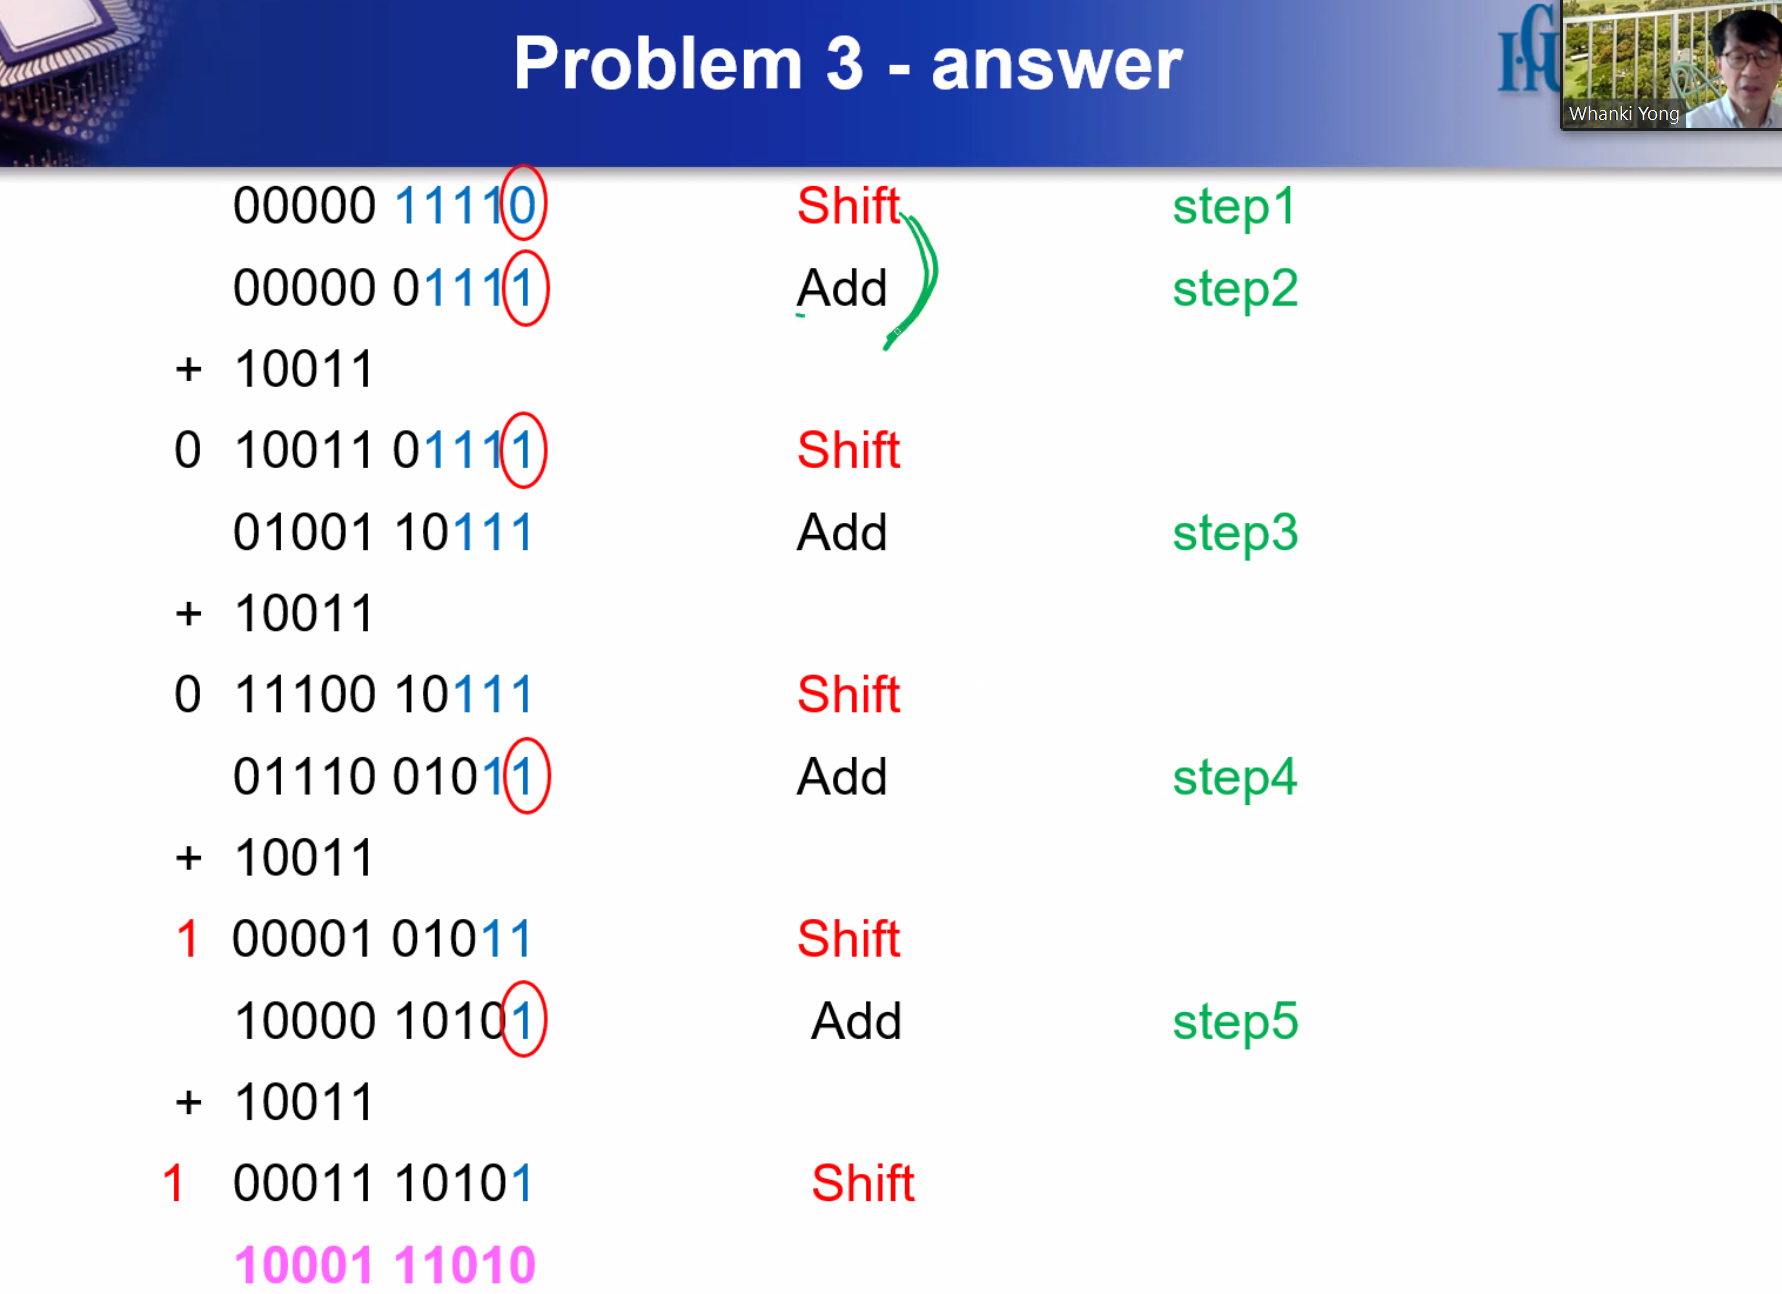 Problem 3 - answer
Whanki Yong
00000 11110 Shift step1
00000 01111 Add step2
+ 10011
0 10011 01111 Shift
01001 10111 Add step3
+ 10011
0 11100 10111 Shift
01110 01011 Add step4
+ 10011
1 00001 01011 Shift
10000 10101 Add step5
+ 10011
1 00011 10101 Shift
10001 11010